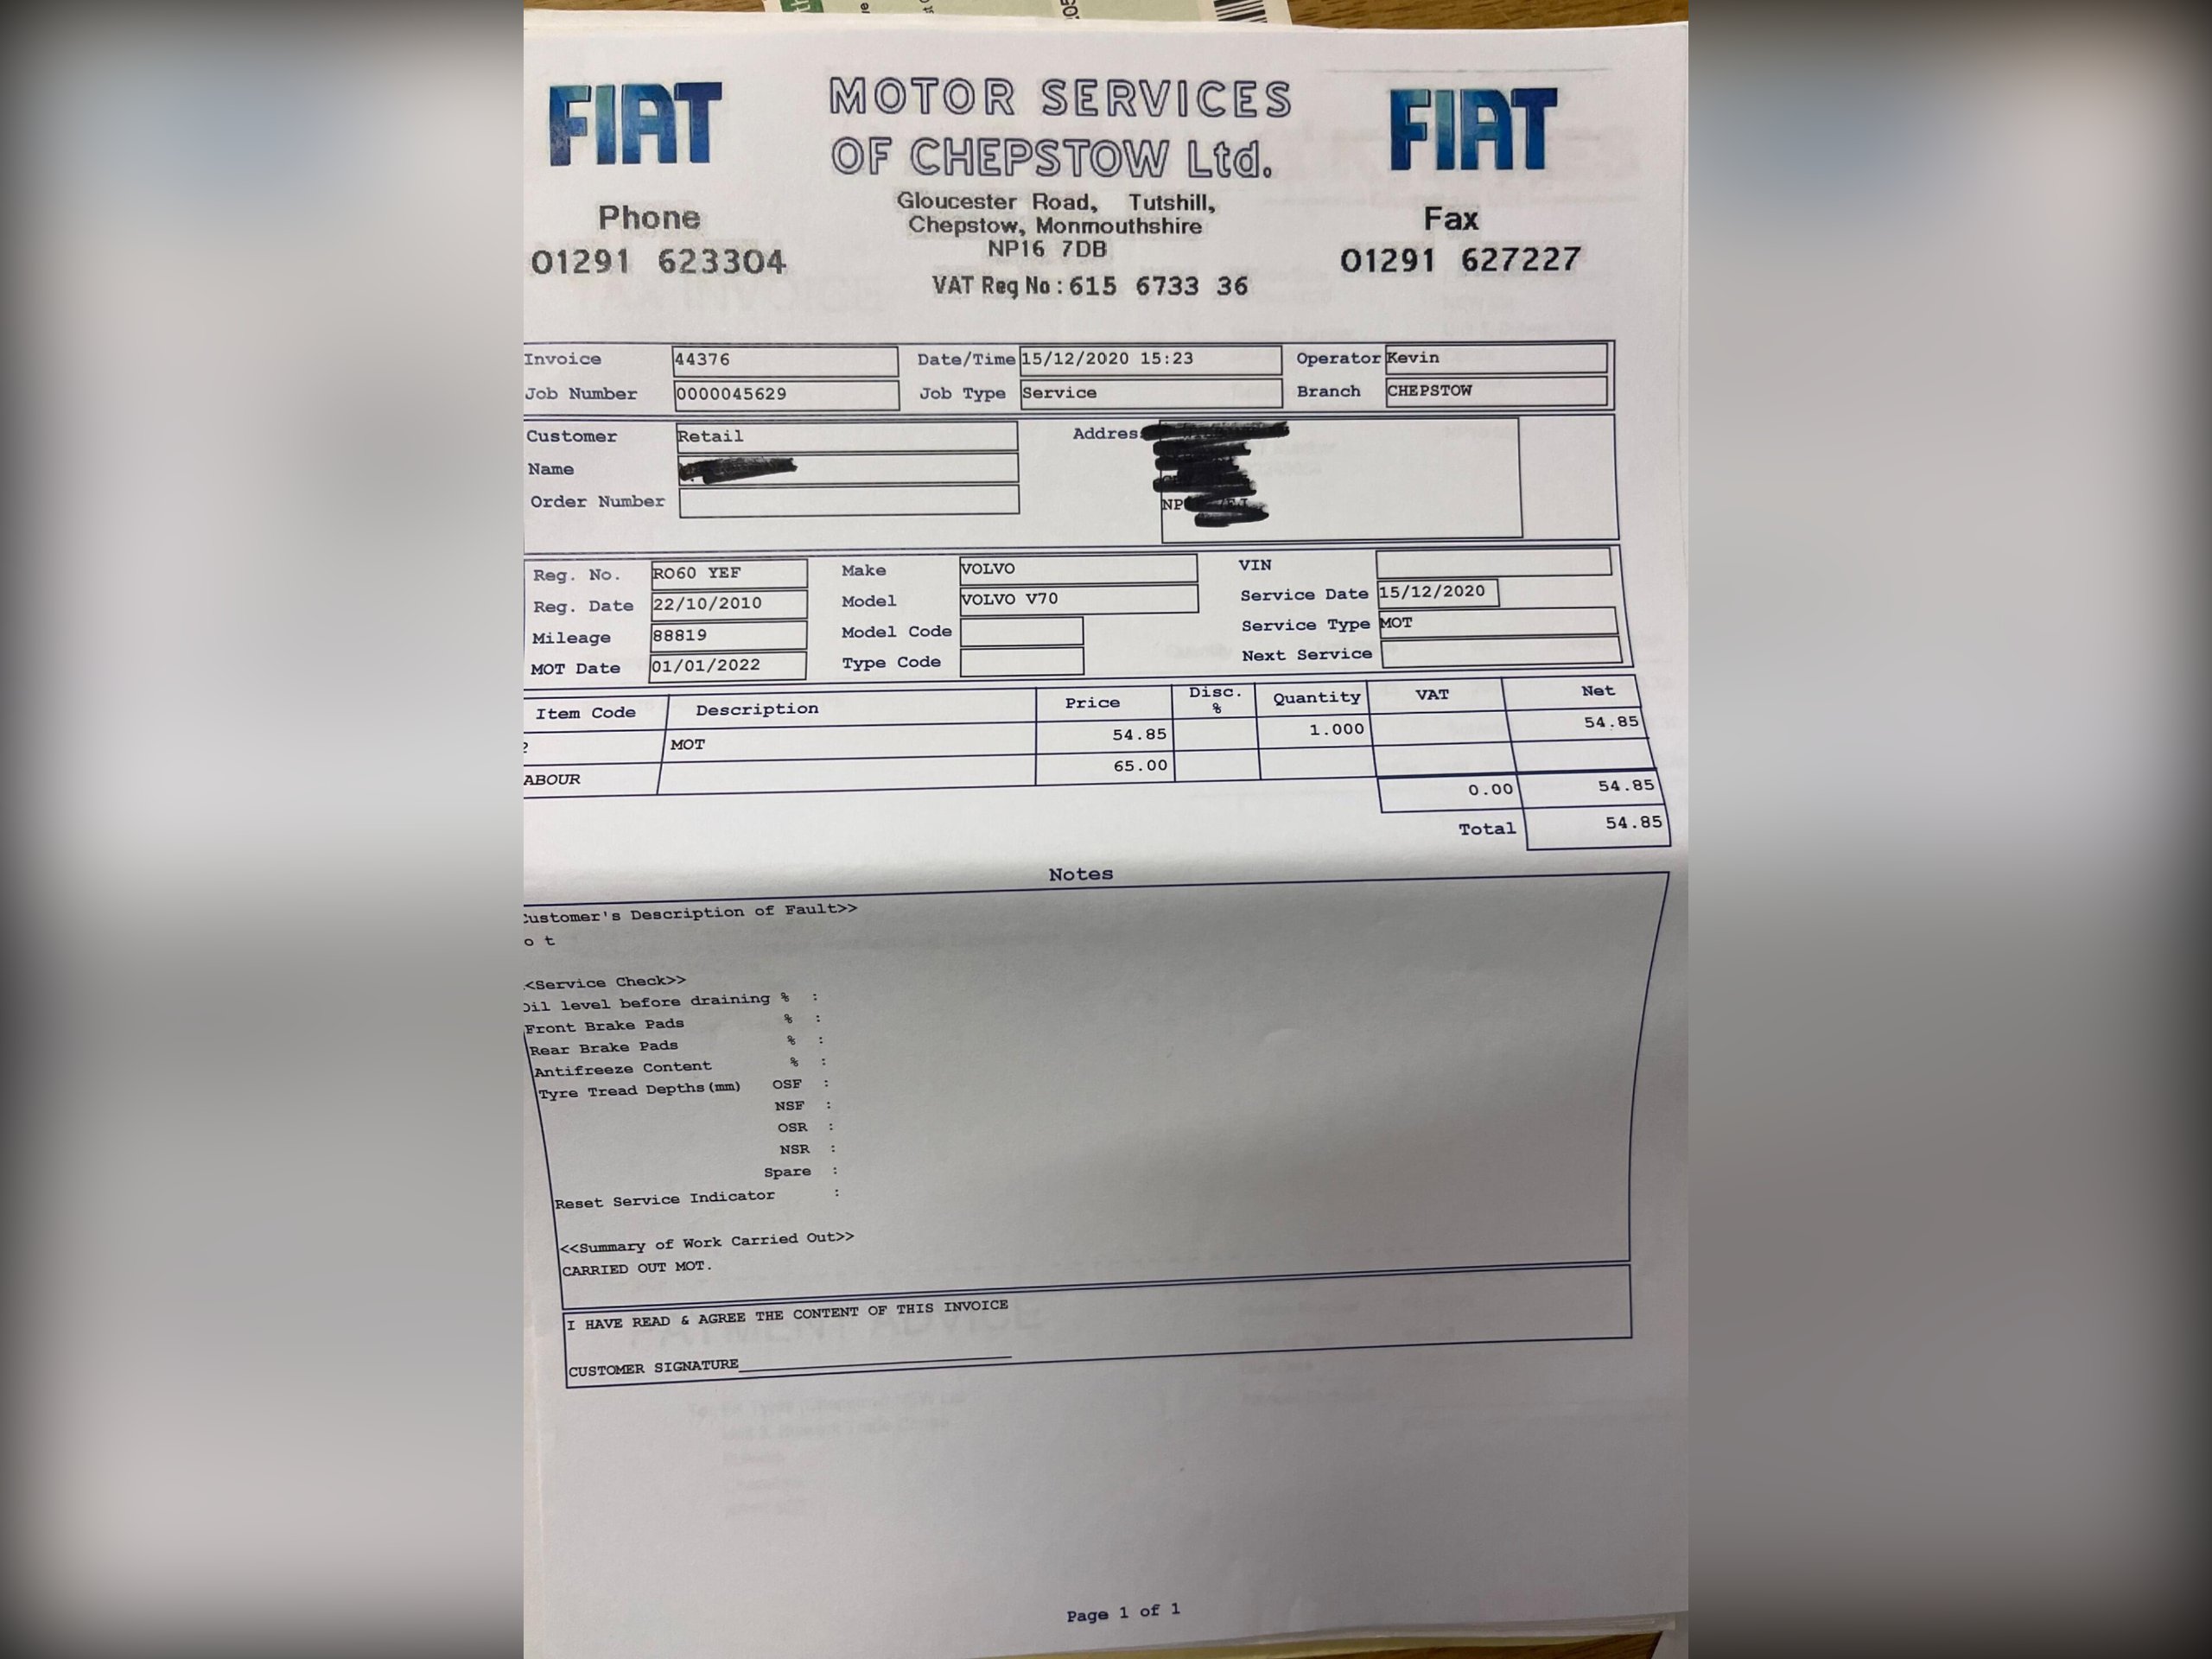 FIAT MOTOR SERVICES FIAT
OF CHEPSTOW Ltd.
Phone Gloucester Road, Tutshill, Fax
Chepstow, Monmouthshire
01291 623304 NP16 7DB 01291 627227
VAT Reg No : 615 6733 36
Invoice 44376 Date/Time 15/12/2020 15:23 Operator Kevin
Job Number 0000045629 Job Type Service Branch CHEPSTOW
Customer Retail Addres
Name
Order Number
NP
Reg. No. RO60 YEF Make VOLVO VIN
Reg. Date 22/10/2010 Model VOLVO V70 Service Date 15/12/2020
Mileage 88819 Model Code Service Type MOT
MOT Date 01/01/2022 Type Code Next Service
Item Code Description Price Disc. % Quantity VAT Net
? MOT 54.85 1.000 54.85
ABOUR 65.00
0.00 54.85
Total 54.85
Notes
Customer's Description of Fault>>
o t
<<Service Check>>
Oil level before draining % :
Front Brake Pads % :
Rear Brake Pads % :
Antifreeze Content % :
Tyre Tread Depths(mm) OSF :
NSF :
OSR :
NSR :
Spare :
Reset Service Indicator :
<<Summary of Work Carried Out>>
CARRIED OUT MOT.
I HAVE READ & AGREE THE CONTENT OF THIS INVOICE
CUSTOMER SIGNATURE
Page 1 of 1